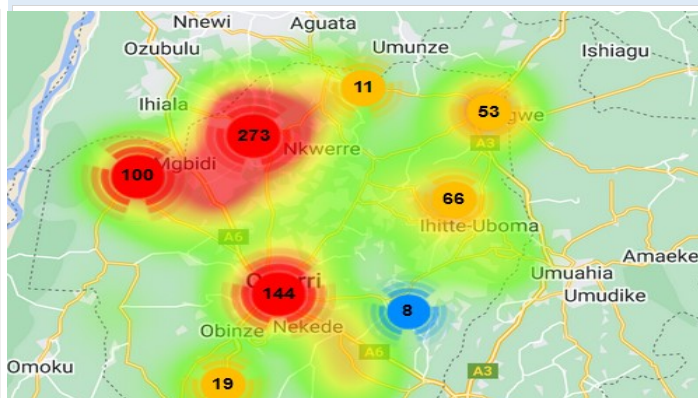 Nnewi
Aguata
Ozubulu
Umunze
Ishiagu
Ihiala
11
53
273
Nkwerre
A3
Mgbidi
100
66
Ihitte-Uboma
A6
Amaeke
Umuahia
144
Umudike
8
Obinze
Nekede
A6
Omoku
19
A3